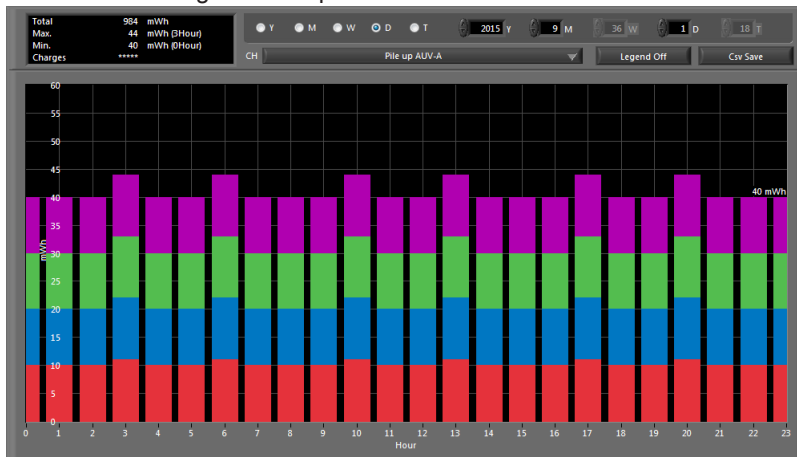 Total 984 mWh
Max. 44 mWh (3Hour)
Min. 40 mWh (0Hour)
Charges *****
Y M W D T 2015 Y 9 M 36 W 1 D 18 T
CH Pile up AUV-A Legend Off Csv Save
60
55
50
45
40
35
30
25
20
15
10
5
0
mWh
40 mWh
0 1 2 3 4 5 6 7 8 9 10 11 12 13 14 15 16 17 18 19 20 21 22 23
Hour